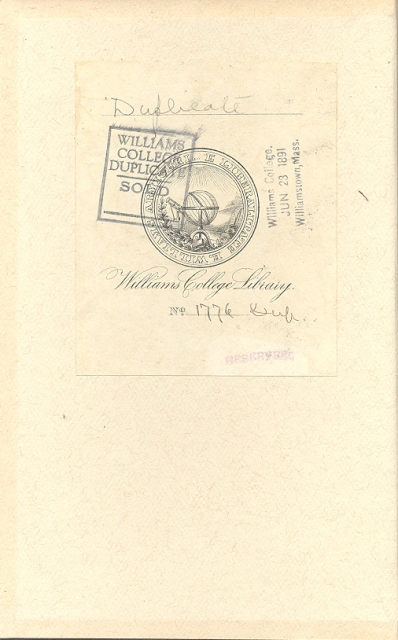 Duplicate
WILLIAMS
COLLEGE
DUPLICATE
SOLD
Williams College.
JUN 23 1891
Williamstown, Mass.
Williams College Library.
No. 1776 Dup.